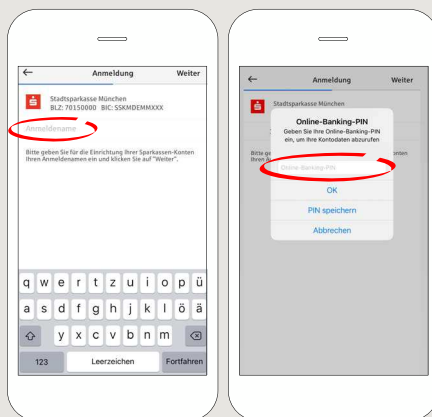 Anmeldung Weiter
Stadtsparkasse München
BLZ: 70150000 BIC: SSKMDEMMXXX
Anmeldename
Bitte geben Sie für die Einrichtung Ihrer Sparkassen-Konten
Ihren Anmeldenamen ein und klicken Sie auf "Weiter".
q w e r t z u i o p ü
a s d f g h j k l ö ä
y x c v b n m
123 Leerzeichen Fortfahren
Anmeldung Weiter
Stadtsparkasse München
Online-Banking-PIN
Geben Sie Ihre Online-Banking-PIN
ein, um Ihre Kontodaten abzurufen
Bitte ge
Ihren
Online-Banking-PIN
OK
PIN speichern
Abbrechen